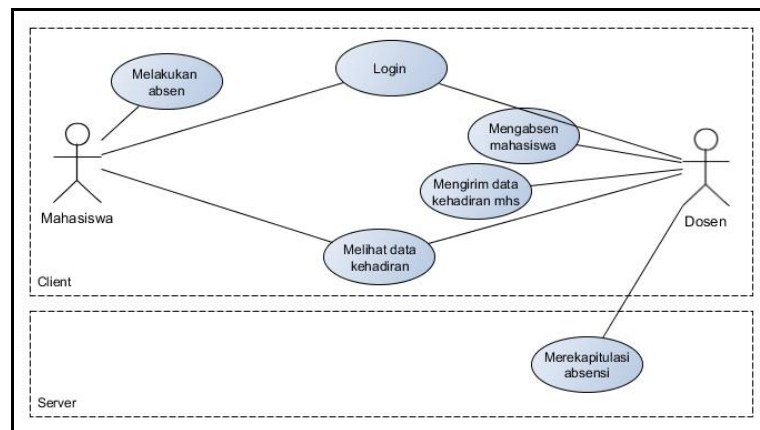 Melakukan
absen
Login
Mengabsen
mahasiswa
Mengirim data
kehadiran mhs
Mahasiswa
Dosen
Melihat data
kehadiran
Client
Merekapitulasi
absensi
Server